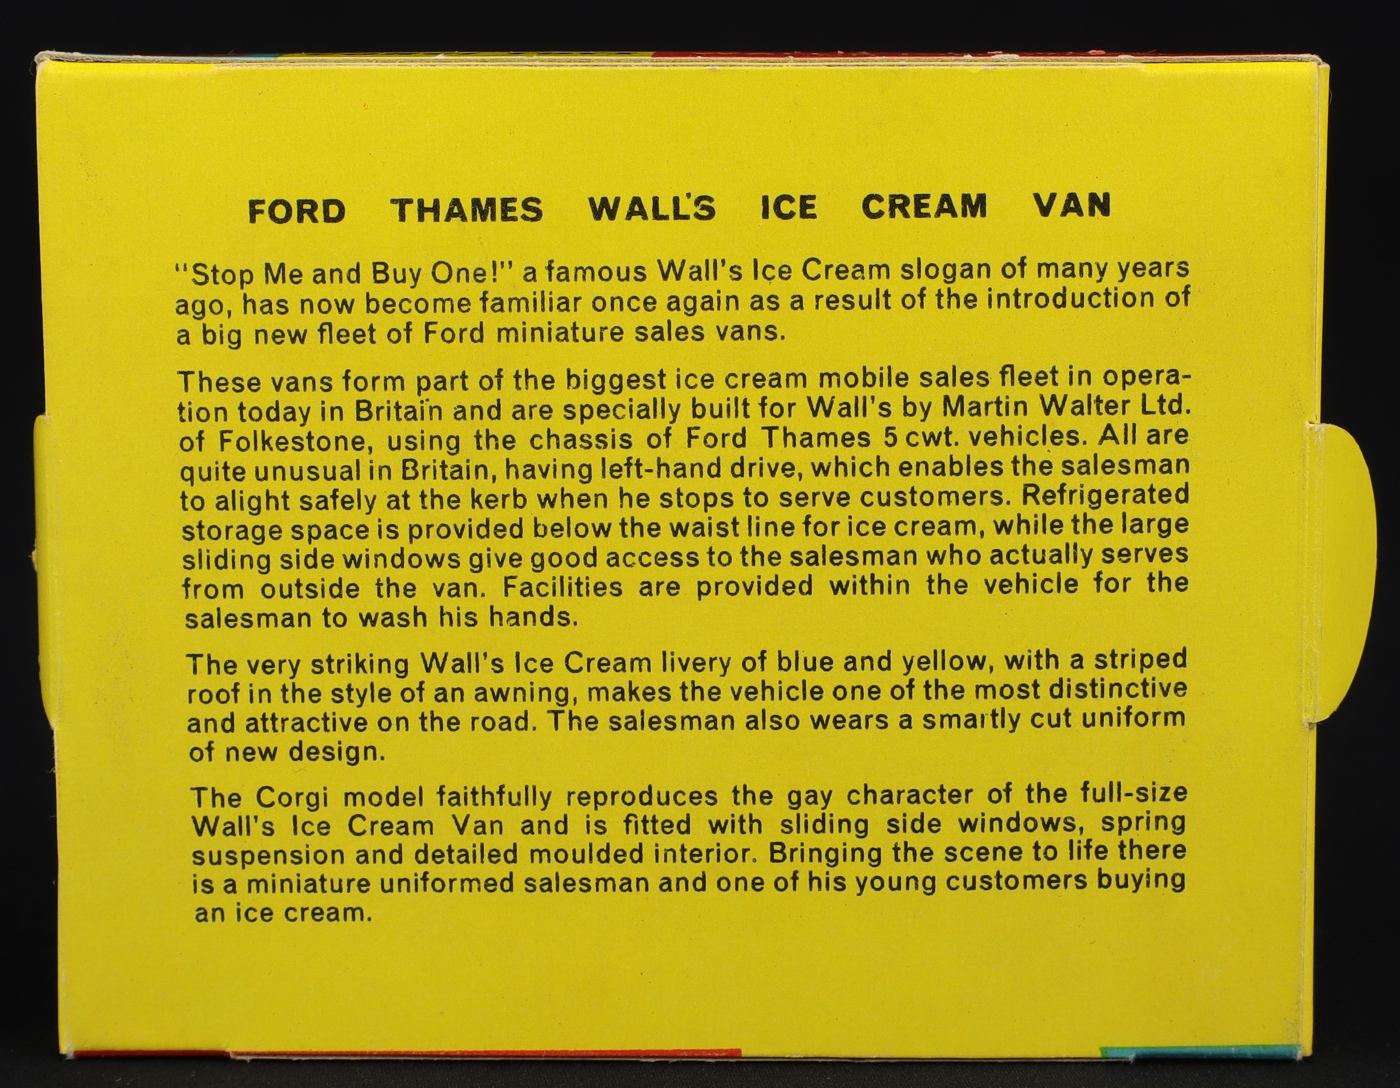 FORD THAMES WALL'S ICE CREAM VAN
"Stop Me and Buy One!" a famous Wall's Ice Cream slogan of many years
ago, has now become familiar once again as a result of the introduction of
a big new fleet of Ford miniature sales vans.
These vans form part of the biggest ice cream mobile sales fleet in opera-
tion today in Britain and are specially built for Wall's by Martin Walter Ltd.
of Folkestone, using the chassis of Ford Thames 5 cwt. vehicles. All are
quite unusual in Britain, having left-hand drive, which enables the salesman
to alight safely at the kerb when he stops to serve customers. Refrigerated
storage space is provided below the waist line for ice cream, while the large
sliding side windows give good access to the salesman who actually serves
from outside the van. Facilities are provided within the vehicle for the
salesman to wash his hands.
The very striking Wall's Ice Cream livery of blue and yellow, with a striped
roof in the style of an awning, makes the vehicle one of the most distinctive
and attractive on the road. The salesman also wears a smartly cut uniform
of new design.
The Corgi model faithfully reproduces the gay character of the full-size
Wall's Ice Cream Van and is fitted with sliding side windows, spring
suspension and detailed moulded interior. Bringing the scene to life there
is a miniature uniformed salesman and one of his young customers buying
an ice cream.